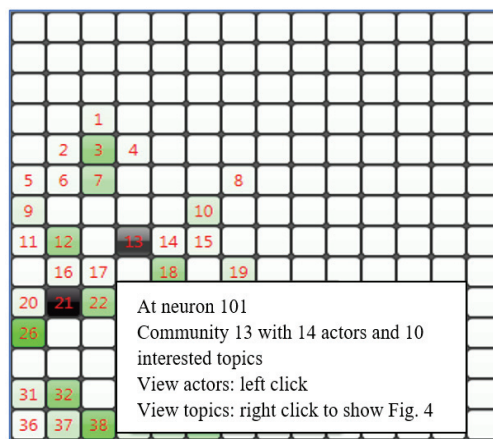 1
2 3 4
5 6 7 8
9 10
11 12 13 14 15
16 17 18 19
20 21 22
26
31 32
36 37 38
At neuron 101
Community 13 with 14 actors and 10
interested topics
View actors: left click
View topics: right click to show Fig. 4